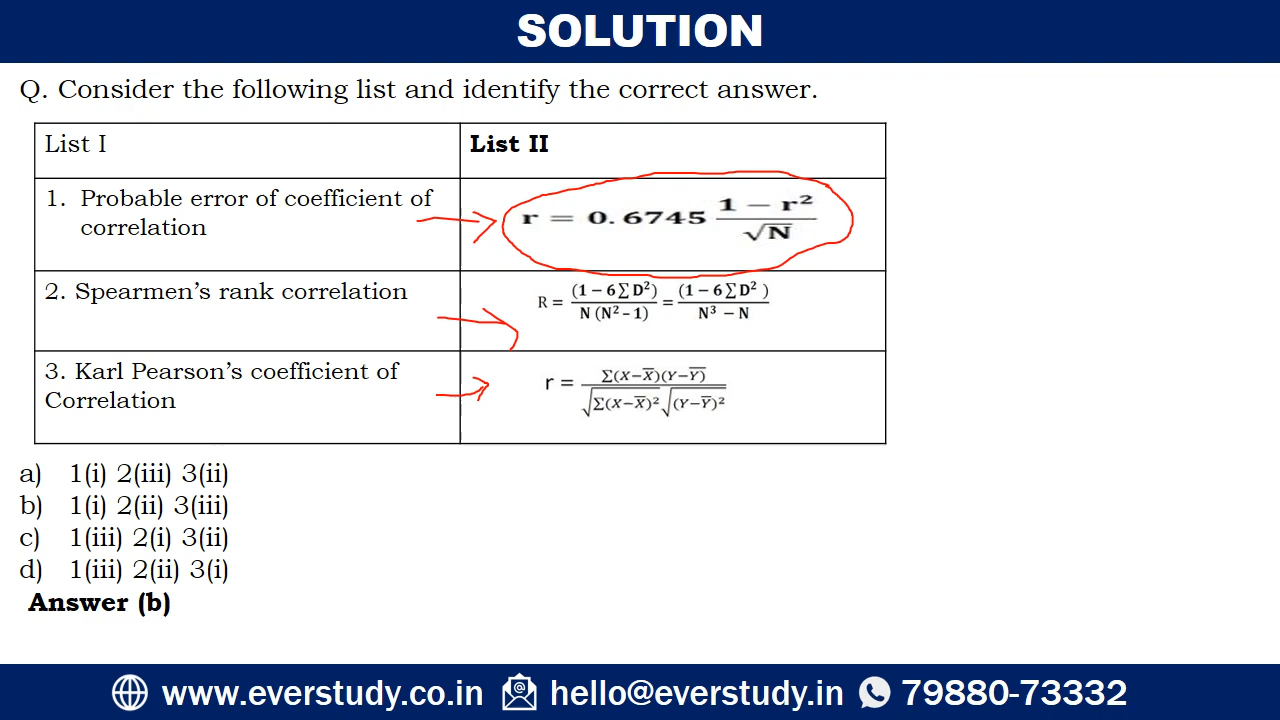 SOLUTION
Q. Consider the following list and identify the correct answer.
List I
List II
1. Probable error of coefficient of
correlation
r = 0.6745 (1 − r²)/√N
2. Spearmen’s rank correlation
R = (1 − 6∑D²)/N (N² – 1) = (1 − 6∑D² )/N³ − N
3. Karl Pearson’s coefficient of
Correlation
r = ∑(X−X̅)(Y−Y̅)/√∑(X−X̅)²√(Y−Y̅)²
a) 1(i) 2(iii) 3(ii)
b) 1(i) 2(ii) 3(iii)
c) 1(iii) 2(i) 3(ii)
d) 1(iii) 2(ii) 3(i)
Answer (b)
www.everstudy.co.in hello@everstudy.in 79880-73332